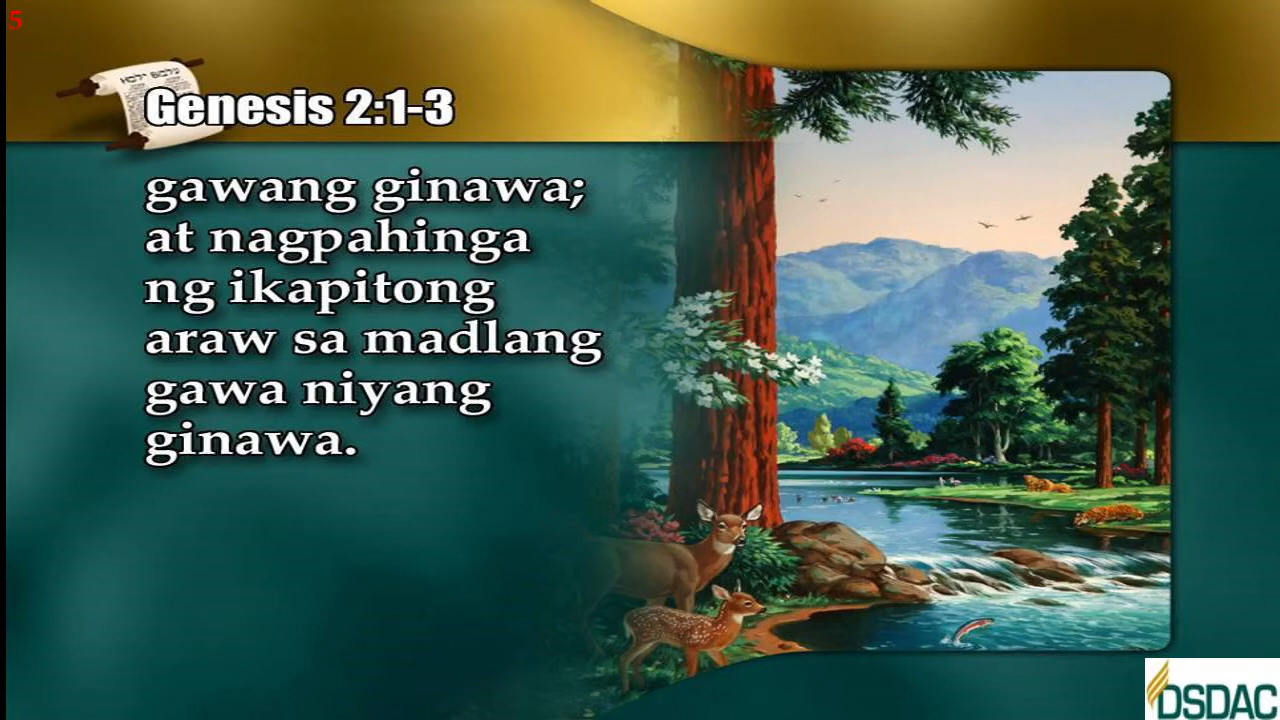 5
Genesis 2:1-3
gawang ginawa;
at nagpahinga
ng ikapitong
araw sa madlang
gawa niyang
ginawa.
DSDAC